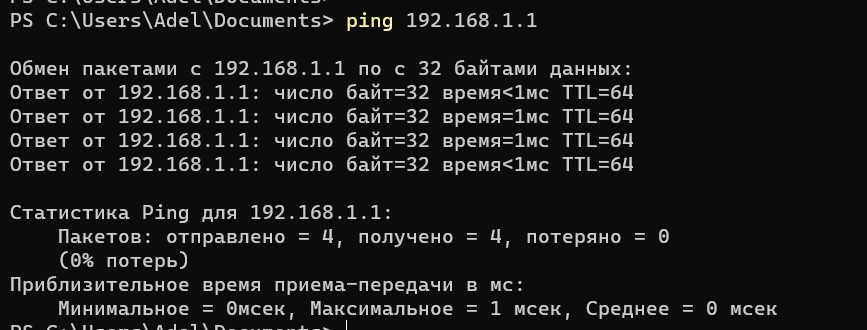 PS C:\Users\Adel\Documents>
PS C:\Users\Adel\Documents> ping 192.168.1.1
Обмен пакетами с 192.168.1.1 по с 32 байтами данных:
Ответ от 192.168.1.1: число байт=32 время<1мс TTL=64
Ответ от 192.168.1.1: число байт=32 время=1мс TTL=64
Ответ от 192.168.1.1: число байт=32 время=1мс TTL=64
Ответ от 192.168.1.1: число байт=32 время<1мс TTL=64
Статистика Ping для 192.168.1.1:
    Пакетов: отправлено = 4, получено = 4, потеряно = 0
    (0% потерь)
Приблизительное время приема-передачи в мс:
    Минимальное = 0мсек, Максимальное = 1 мсек, Среднее = 0 мсек
PS C:\Users\Adel\Documents>